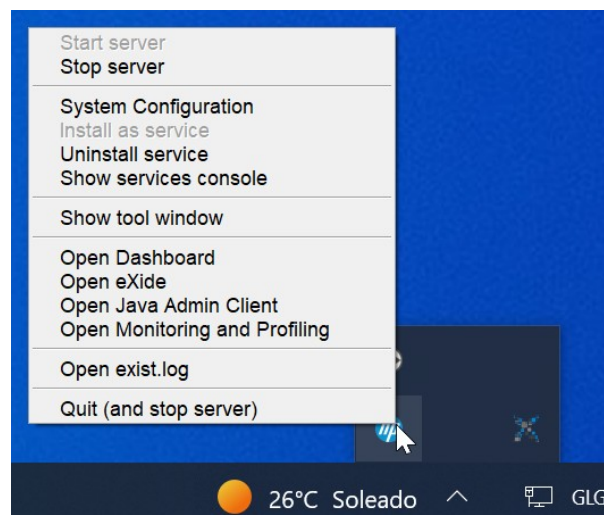 Start server
Stop server
System Configuration
Install as service
Uninstall service
Show services console
Show tool window
Open Dashboard
Open eXide
Open Java Admin Client
Open Monitoring and Profiling
Open exist.log
Quit (and stop server)
hp
26°C Soleado
GLG